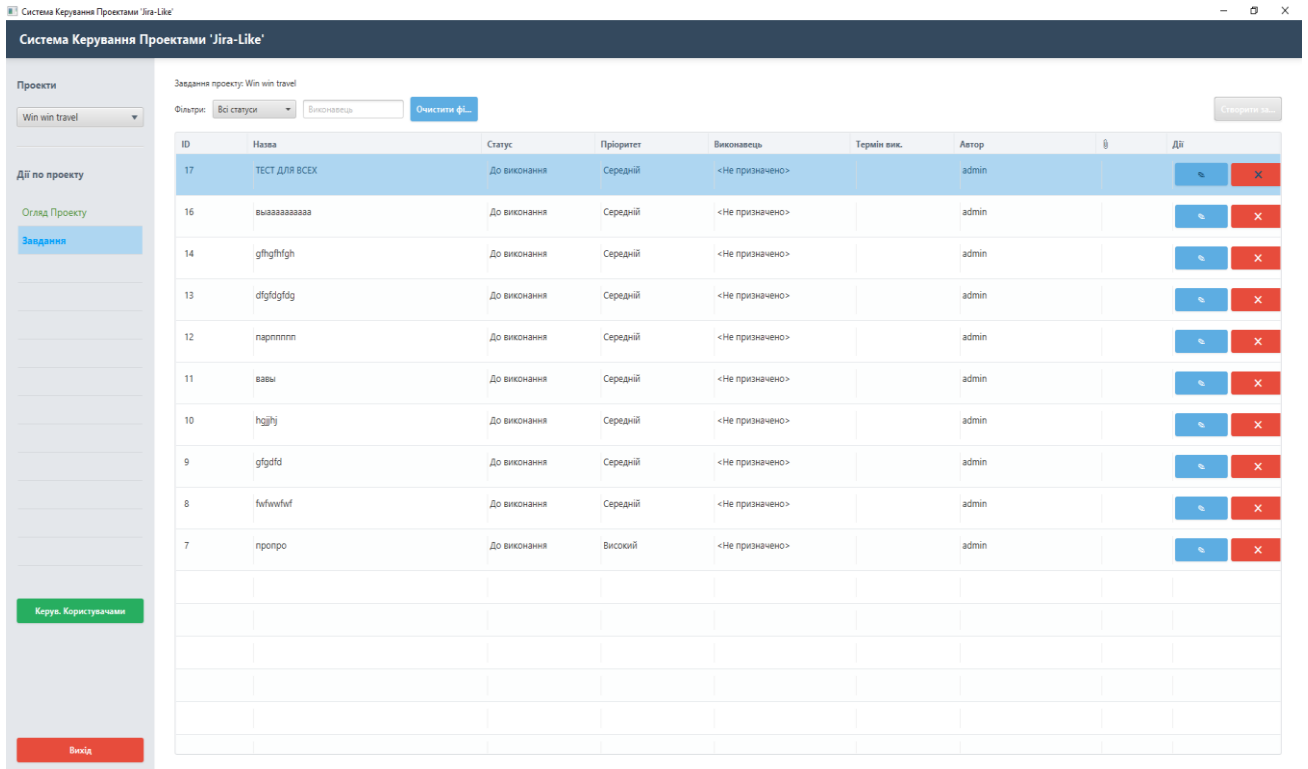 Система Керування Проектами 'Jira-Like'
Система Керування Проектами 'Jira-Like'
Проекти
Win win travel
Дії по проекту
Огляд Проекту
Завдання
Керув. Користувачами
Вихід
Завдання проекту: Win win travel
Фільтри: Всі статуси Виконавець Очистити фі... Створити за...
ID Назва Статус Пріоритет Виконавець Термін вик. Автор Дії
17 ТЕСТ ДЛЯ ВСЕХ До виконання Середній <Не призначено> admin
16 выаааааааааа До виконання Середній <Не призначено> admin
14 gfhgfhfgh До виконання Середній <Не призначено> admin
13 dfgfdgfdg До виконання Середній <Не призначено> admin
12 парппппп До виконання Середній <Не призначено> admin
11 вавы До виконання Середній <Не призначено> admin
10 hgjjhj До виконання Середній <Не призначено> admin
9 gfgdfd До виконання Середній <Не призначено> admin
8 fwfwwfwf До виконання Середній <Не призначено> admin
7 пропро До виконання Високий <Не призначено> admin